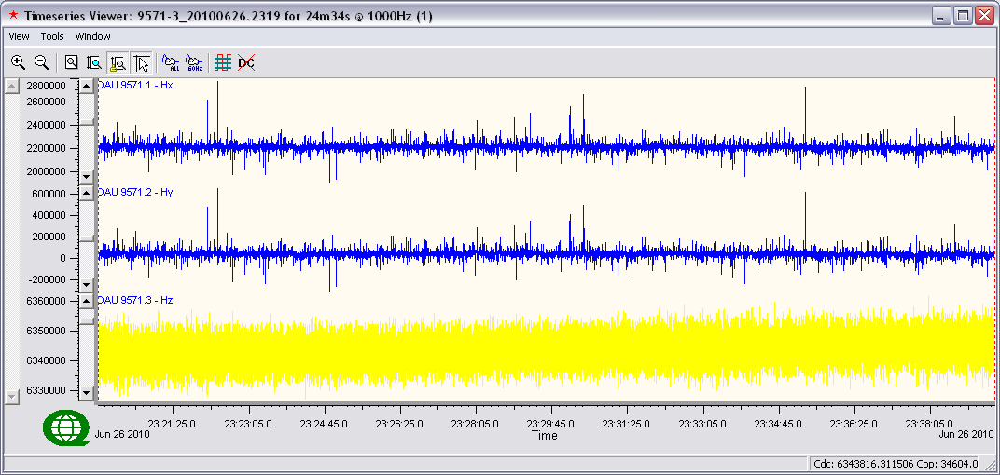 Timeseries Viewer: 9571-3_20100626.2319 for 24m34s @ 1000Hz (1)
View Tools Window
ALL 60Hz DC
DAU 9571.1 - Hx
2800000
2600000
2400000
2200000
2000000
DAU 9571.2 - Hy
600000
400000
200000
0
-200000
DAU 9571.3 - Hz
6360000
6350000
6340000
6330000
23:21:25.0 23:23:05.0 23:24:45.0 23:26:25.0 23:28:05.0 23:29:45.0 23:31:25.0 23:33:05.0 23:34:45.0 23:36:25.0 23:38:05.0
Jun 26 2010 Time Jun 26 2010
Cdc: 6343816.311506 Cpp: 34604.0